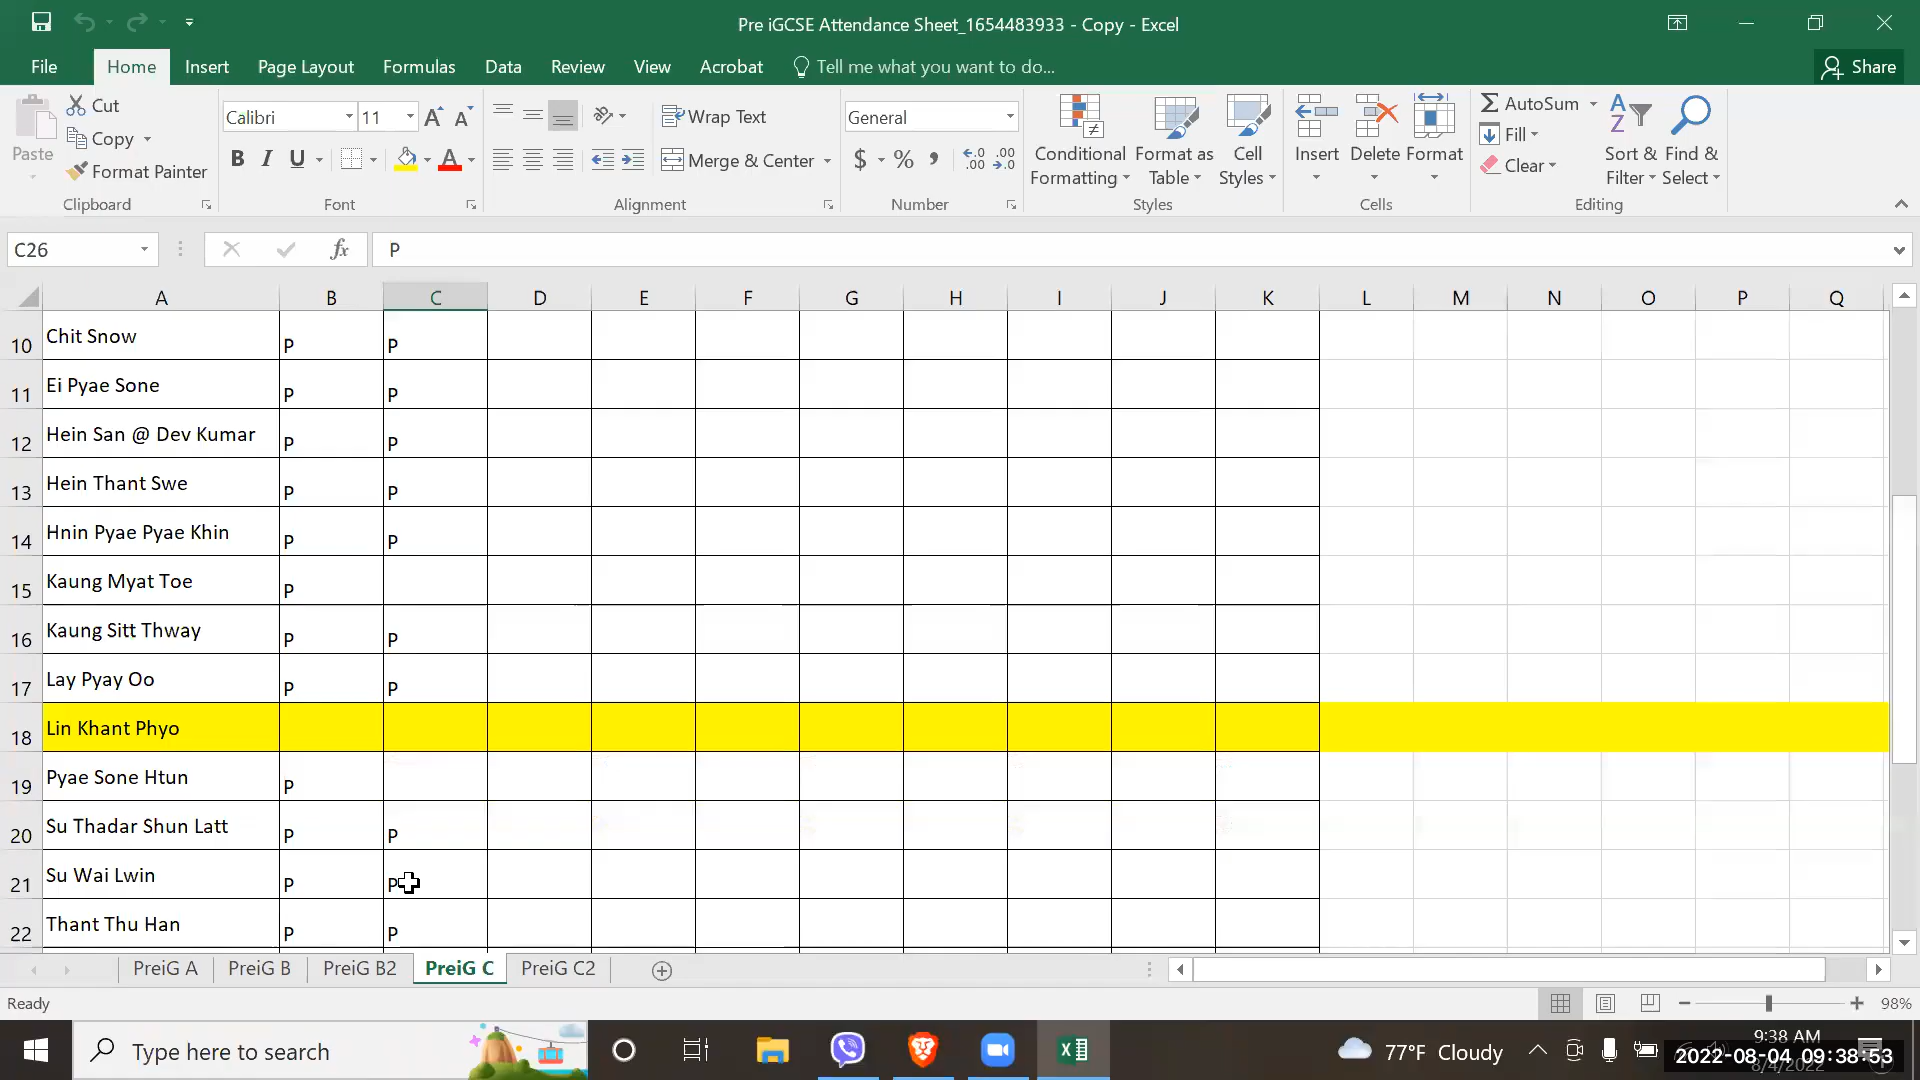 Pre iGCSE Attendance Sheet_1654483933 - Copy - Excel
File Home Insert Page Layout Formulas Data Review View Acrobat Tell me what you want to do... Share
Paste
Cut
Copy
Format Painter
Clipboard
Calibri 11
Font
Wrap Text
Merge & Center
Alignment
General
Number
Conditional Formatting
Format as Table
Cell Styles
Styles
Insert Delete Format
Cells
AutoSum
Fill
Clear
Sort & Filter
Find & Select
Editing
C26 fx P
A B C D E F G H I J K L M N O P Q
10 Chit Snow P P
11 Ei Pyae Sone P P
12 Hein San @ Dev Kumar P P
13 Hein Thant Swe P P
14 Hnin Pyae Pyae Khin P P
15 Kaung Myat Toe P
16 Kaung Sitt Thway P P
17 Lay Pyay Oo P P
18 Lin Khant Phyo
19 Pyae Sone Htun P
20 Su Thadar Shun Latt P P
21 Su Wai Lwin P P
22 Thant Thu Han P P
PreiG A PreiG B PreiG B2 PreiG C PreiG C2
Ready 98%
Type here to search
77°F Cloudy
9:38 AM
8/4/2022
2022-08-04 09:38:53